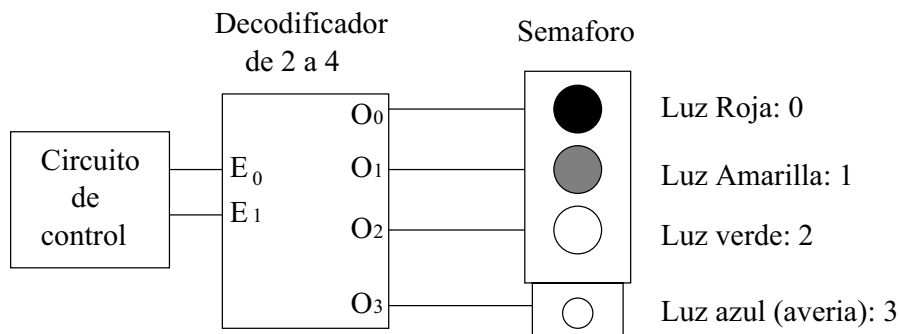 Decodificador
de 2 a 4
Semaforo
Circuito
de
control
E0
E1
O0
O1
O2
O3
Luz Roja: 0
Luz Amarilla: 1
Luz verde: 2
Luz azul (averia): 3